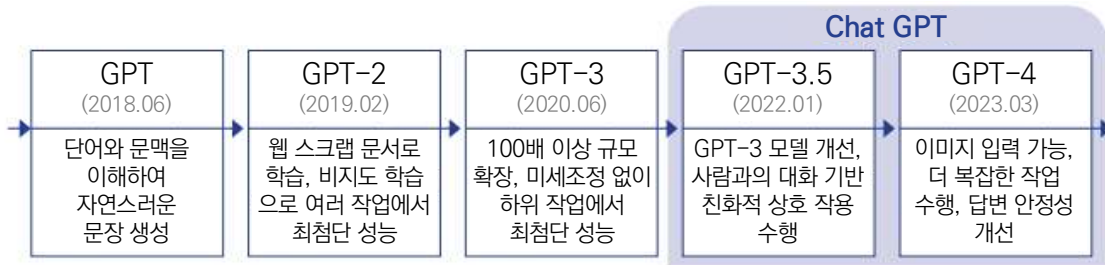 Chat GPT
GPT
(2018.06)
단어와 문맥을
이해하여
자연스러운
문장 생성
GPT-2
(2019.02)
웹 스크랩 문서로
학습, 비지도 학습
으로 여러 작업에서
최첨단 성능
GPT-3
(2020.06)
100배 이상 규모
확장, 미세조정 없이
하위 작업에서
최첨단 성능
GPT-3.5
(2022.01)
GPT-3 모델 개선,
사람과의 대화 기반
친화적 상호 작용
수행
GPT-4
(2023.03)
이미지 입력 가능,
더 복잡한 작업
수행, 답변 안정성
개선